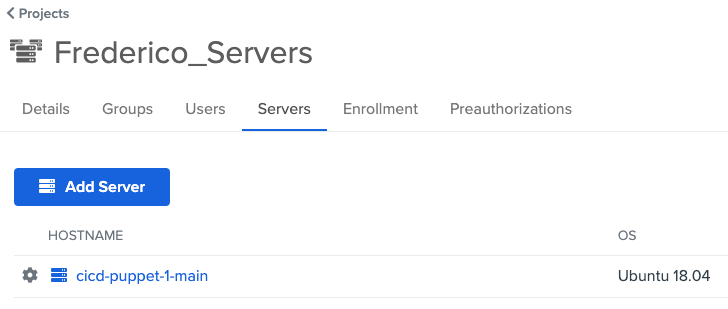 Projects
Frederico_Servers
Details Groups Users Servers Enrollment Preauthorizations
Add Server
HOSTNAME OS
cicd-puppet-1-main Ubuntu 18.04